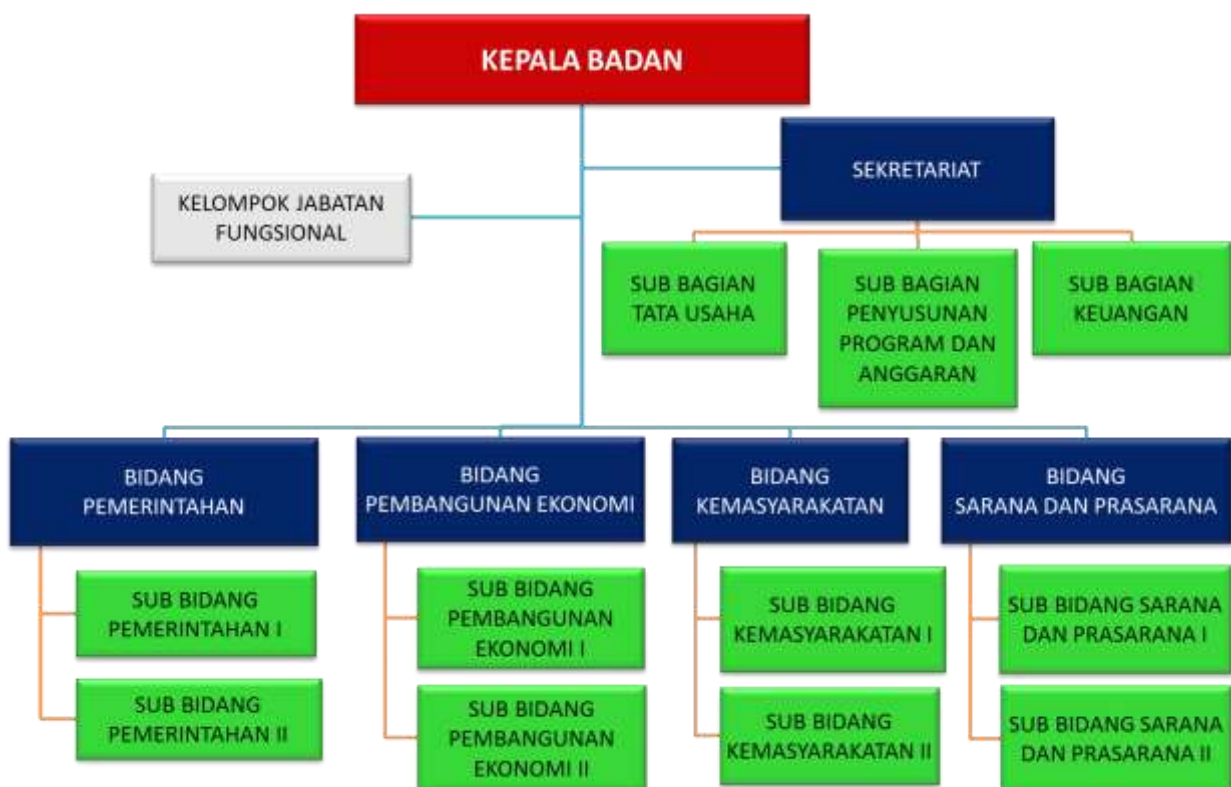 KEPALA BADAN
SEKRETARIAT
KELOMPOK JABATAN
FUNGSIONAL
SUB BAGIAN
TATA USAHA
SUB BAGIAN
PENYUSUNAN
PROGRAM DAN
ANGGARAN
SUB BAGIAN
KEUANGAN
BIDANG
PEMERINTAHAN
BIDANG
PEMBANGUNAN EKONOMI
BIDANG
KEMASYARAKATAN
BIDANG
SARANA DAN PRASARANA
SUB BIDANG
PEMERINTAHAN I
SUB BIDANG
PEMERINTAHAN II
SUB BIDANG
PEMBANGUNAN
EKONOMI I
SUB BIDANG
PEMBANGUNAN
EKONOMI II
SUB BIDANG
KEMASYARAKATAN I
SUB BIDANG
KEMASYARAKATAN II
SUB BIDANG SARANA
DAN PRASARANA I
SUB BIDANG SARANA
DAN PRASARANA II